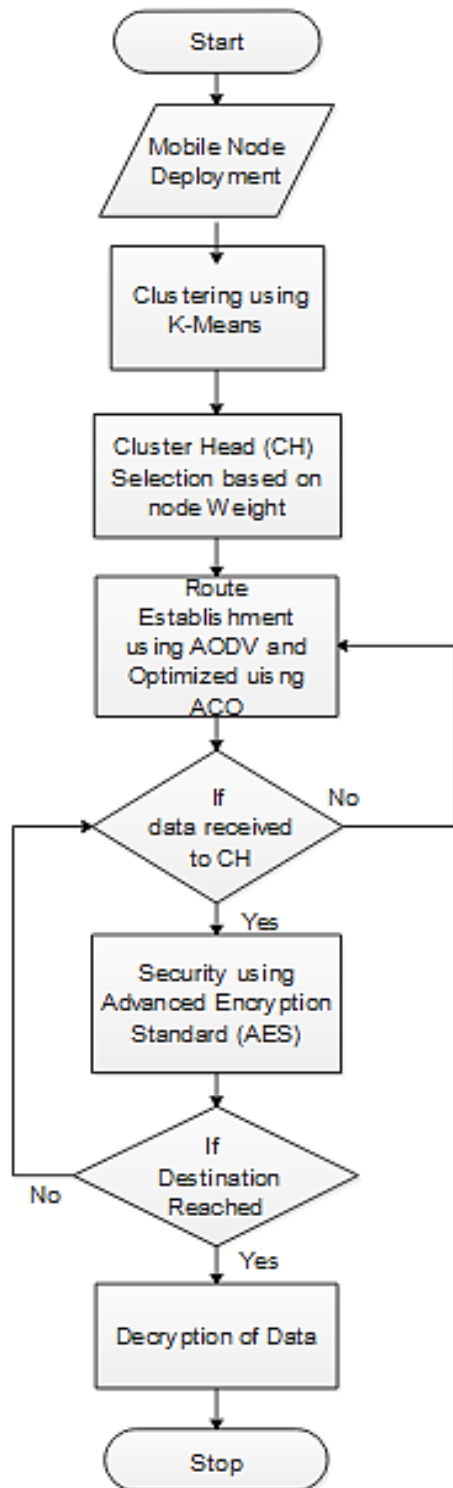 Start
Mobile Node
Deployment
Clustering using
K-Means
Cluster Head (CH)
Selection based on
node Weight
Route
Establishment
using AODV and
Optimized uising
ACO
If
data received
to CH
No
Yes
Security using
Advanced Encryption
Standard (AES)
If
Destination
Reached
No
Yes
Decryption of Data
Stop